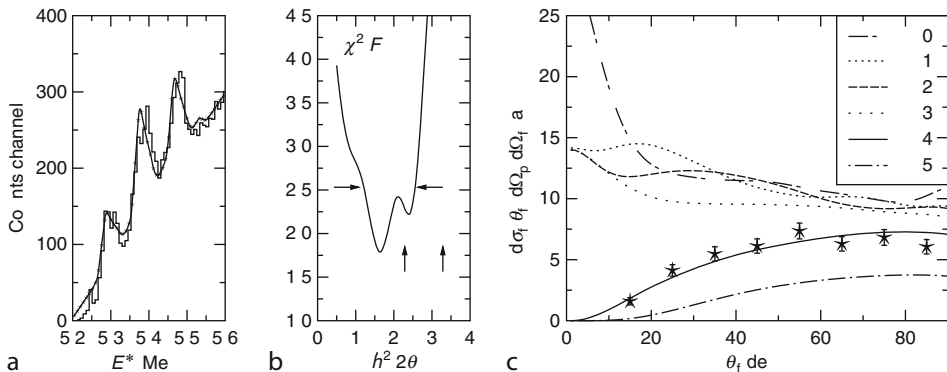 400
300
200
100
0
Co nts channel
5 2 5 3 5 4 5 5 5 6
E* Me
a
4 5
4 0
3 5
3 0
2 5
2 0
1 5
1 0
χ² F
0 1 2 3 4
h² 2θ
b
25
20
15
10
5
0
dσf θf dΩp dΩf a
0
1
2
3
4
5
0 20 40 60 80
θf de
c